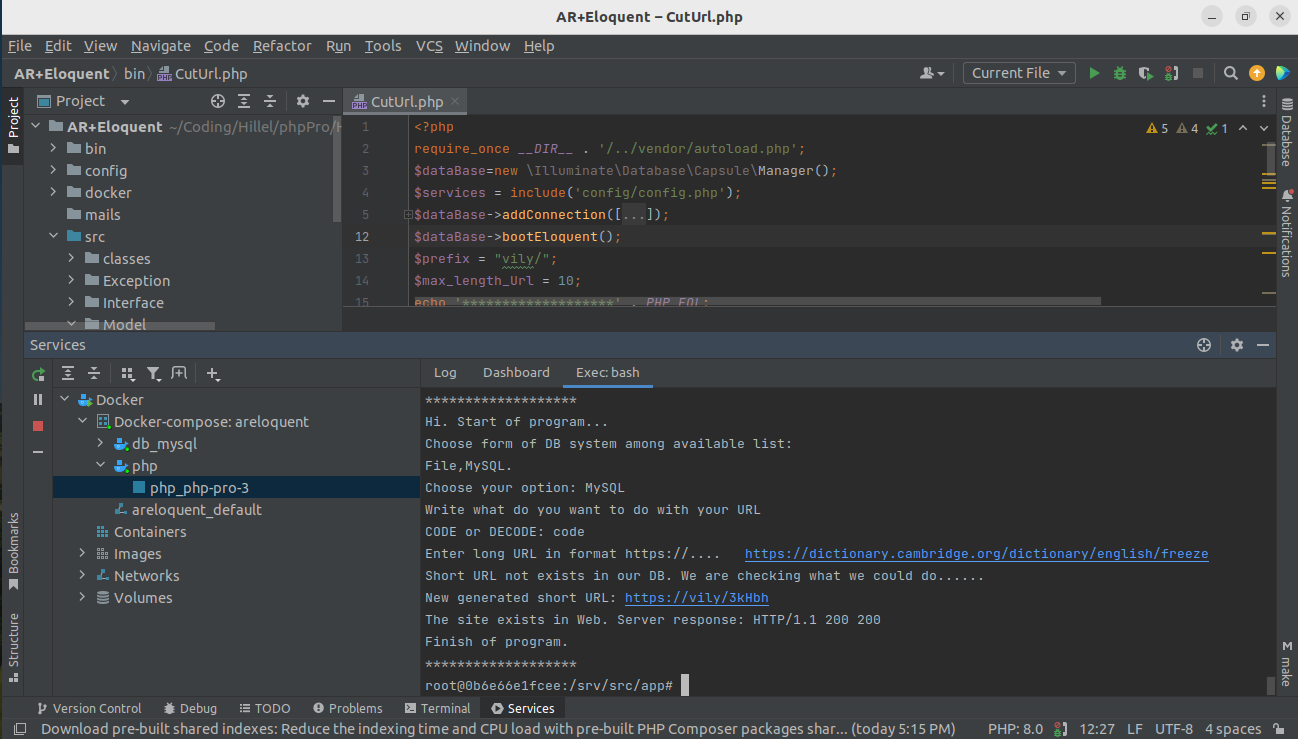 AR+Eloquent – CutUrl.php
File Edit View Navigate Code Refactor Run Tools VCS Window Help
AR+Eloquent bin CutUrl.php Current File
Project CutUrl.php
AR+Eloquent ~/Coding/Hillel/phpPro/
bin
config
docker
mails
src
classes
Exception
Interface
Model
1 <?php
2 require_once __DIR__ . '/../vendor/autoload.php';
3 $dataBase=new \Illuminate\Database\Capsule\Manager();
4 $services = include('config/config.php');
5 $dataBase->addConnection([...]);
12 $dataBase->bootEloquent();
13 $prefix = "vily/";
14 $max_length_Url = 10;
15 echo '*******************' . PHP_EOL;
5 4 1
Project
Bookmarks
Structure
Database
Notifications
make
Services
Log Dashboard Exec: bash
Docker
Docker-compose: areloquent
db_mysql
php
php_php-pro-3
areloquent_default
Containers
Images
Networks
Volumes
*******************
Hi. Start of program...
Choose form of DB system among available list:
File,MySQL.
Choose your option: MySQL
Write what do you want to do with your URL
CODE or DECODE: code
Enter long URL in format https://.... https://dictionary.cambridge.org/dictionary/english/freeze
Short URL not exists in our DB. We are checking what we could do......
New generated short URL: https://vily/3kHbh
The site exists in Web. Server response: HTTP/1.1 200 200
Finish of program.
*******************
root@0b6e66e1fcee:/srv/src/app#
Version Control Debug TODO Problems Terminal Services
Download pre-built shared indexes: Reduce the indexing time and CPU load with pre-built PHP Composer packages shar... (today 5:15 PM) PHP: 8.0 12:27 LF UTF-8 4 spaces